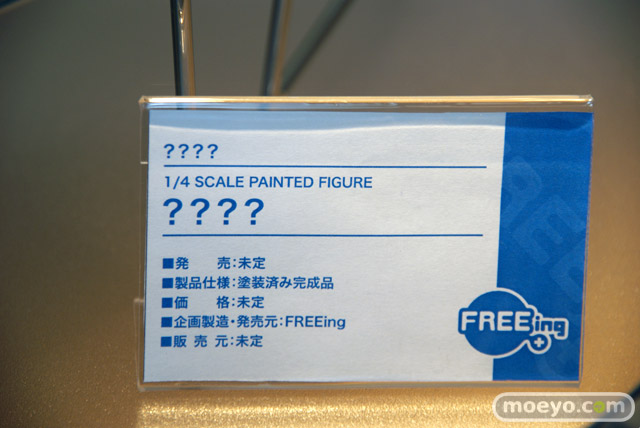 ????
1/4 SCALE PAINTED FIGURE
????
■発　売：未定
■製品仕様：塗装済み完成品
■価　格：未定
■企画製造・発売元：FREEing
■販 売 元：未定
FREEing
moeyo.com